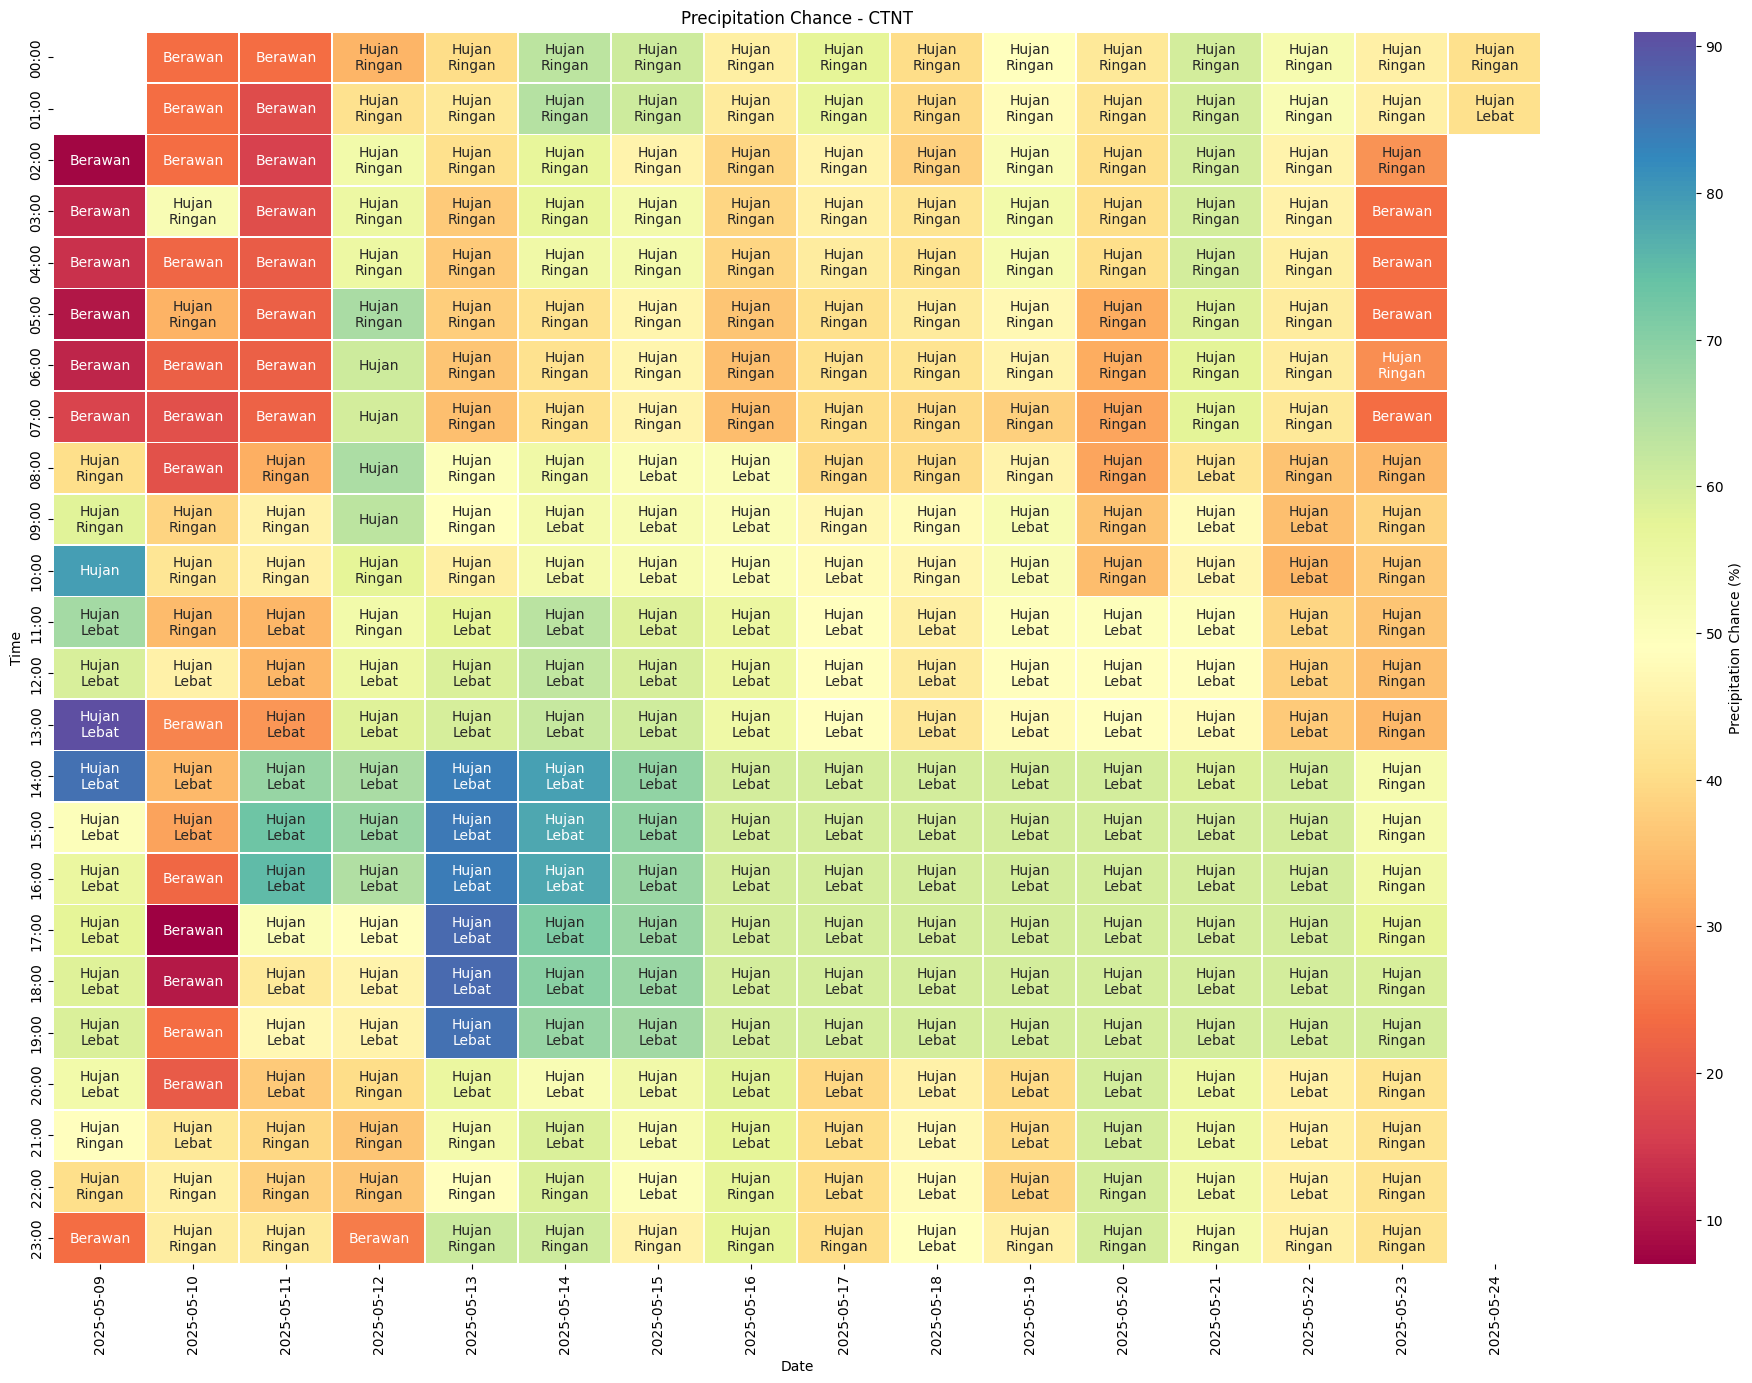 Precipitation Chance - CTNT
00:00 Berawan Berawan Hujan Ringan Hujan Ringan Hujan Ringan Hujan Ringan Hujan Ringan Hujan Ringan Hujan Ringan Hujan Ringan Hujan Ringan Hujan Ringan Hujan Ringan Hujan Ringan Hujan Ringan
01:00 Berawan Berawan Hujan Ringan Hujan Ringan Hujan Ringan Hujan Ringan Hujan Ringan Hujan Ringan Hujan Ringan Hujan Ringan Hujan Ringan Hujan Ringan Hujan Ringan Hujan Ringan Hujan Lebat
02:00 Berawan Berawan Berawan Hujan Ringan Hujan Ringan Hujan Ringan Hujan Ringan Hujan Ringan Hujan Ringan Hujan Ringan Hujan Ringan Hujan Ringan Hujan Ringan Hujan Ringan Hujan Ringan
03:00 Berawan Hujan Ringan Berawan Hujan Ringan Hujan Ringan Hujan Ringan Hujan Ringan Hujan Ringan Hujan Ringan Hujan Ringan Hujan Ringan Hujan Ringan Hujan Ringan Hujan Ringan Berawan
04:00 Berawan Berawan Berawan Hujan Ringan Hujan Ringan Hujan Ringan Hujan Ringan Hujan Ringan Hujan Ringan Hujan Ringan Hujan Ringan Hujan Ringan Hujan Ringan Hujan Ringan Berawan
05:00 Berawan Hujan Ringan Berawan Hujan Ringan Hujan Ringan Hujan Ringan Hujan Ringan Hujan Ringan Hujan Ringan Hujan Ringan Hujan Ringan Hujan Ringan Hujan Ringan Hujan Ringan Berawan
06:00 Berawan Berawan Berawan Hujan Hujan Ringan Hujan Ringan Hujan Ringan Hujan Ringan Hujan Ringan Hujan Ringan Hujan Ringan Hujan Ringan Hujan Ringan Hujan Ringan Hujan Ringan
07:00 Berawan Berawan Berawan Hujan Hujan Ringan Hujan Ringan Hujan Ringan Hujan Ringan Hujan Ringan Hujan Ringan Hujan Ringan Hujan Ringan Hujan Ringan Hujan Ringan Berawan
08:00 Hujan Ringan Berawan Hujan Ringan Hujan Hujan Ringan Hujan Ringan Hujan Lebat Hujan Lebat Hujan Ringan Hujan Ringan Hujan Ringan Hujan Ringan Hujan Lebat Hujan Ringan Hujan Ringan
09:00 Hujan Ringan Hujan Ringan Hujan Ringan Hujan Hujan Ringan Hujan Lebat Hujan Lebat Hujan Lebat Hujan Ringan Hujan Ringan Hujan Lebat Hujan Ringan Hujan Lebat Hujan Lebat Hujan Ringan
10:00 Hujan Hujan Ringan Hujan Ringan Hujan Ringan Hujan Ringan Hujan Lebat Hujan Lebat Hujan Lebat Hujan Lebat Hujan Ringan Hujan Lebat Hujan Ringan Hujan Lebat Hujan Lebat Hujan Ringan
11:00 Hujan Lebat Hujan Ringan Hujan Lebat Hujan Ringan Hujan Lebat Hujan Lebat Hujan Lebat Hujan Lebat Hujan Lebat Hujan Lebat Hujan Lebat Hujan Lebat Hujan Lebat Hujan Lebat Hujan Ringan
12:00 Hujan Lebat Hujan Lebat Hujan Lebat Hujan Lebat Hujan Lebat Hujan Lebat Hujan Lebat Hujan Lebat Hujan Lebat Hujan Lebat Hujan Lebat Hujan Lebat Hujan Lebat Hujan Lebat Hujan Ringan
13:00 Hujan Lebat Berawan Hujan Lebat Hujan Lebat Hujan Lebat Hujan Lebat Hujan Lebat Hujan Lebat Hujan Lebat Hujan Lebat Hujan Lebat Hujan Lebat Hujan Lebat Hujan Lebat Hujan Ringan
14:00 Hujan Lebat Hujan Lebat Hujan Lebat Hujan Lebat Hujan Lebat Hujan Lebat Hujan Lebat Hujan Lebat Hujan Lebat Hujan Lebat Hujan Lebat Hujan Lebat Hujan Lebat Hujan Lebat Hujan Ringan
15:00 Hujan Lebat Hujan Lebat Hujan Lebat Hujan Lebat Hujan Lebat Hujan Lebat Hujan Lebat Hujan Lebat Hujan Lebat Hujan Lebat Hujan Lebat Hujan Lebat Hujan Lebat Hujan Lebat Hujan Ringan
16:00 Hujan Lebat Berawan Hujan Lebat Hujan Lebat Hujan Lebat Hujan Lebat Hujan Lebat Hujan Lebat Hujan Lebat Hujan Lebat Hujan Lebat Hujan Lebat Hujan Lebat Hujan Lebat Hujan Ringan
17:00 Hujan Lebat Berawan Hujan Lebat Hujan Lebat Hujan Lebat Hujan Lebat Hujan Lebat Hujan Lebat Hujan Lebat Hujan Lebat Hujan Lebat Hujan Lebat Hujan Lebat Hujan Lebat Hujan Ringan
18:00 Hujan Lebat Berawan Hujan Lebat Hujan Lebat Hujan Lebat Hujan Lebat Hujan Lebat Hujan Lebat Hujan Lebat Hujan Lebat Hujan Lebat Hujan Lebat Hujan Lebat Hujan Lebat Hujan Ringan
19:00 Hujan Lebat Berawan Hujan Lebat Hujan Lebat Hujan Lebat Hujan Lebat Hujan Lebat Hujan Lebat Hujan Lebat Hujan Lebat Hujan Lebat Hujan Lebat Hujan Lebat Hujan Lebat Hujan Ringan
20:00 Hujan Lebat Berawan Hujan Lebat Hujan Ringan Hujan Lebat Hujan Lebat Hujan Lebat Hujan Lebat Hujan Lebat Hujan Lebat Hujan Lebat Hujan Lebat Hujan Lebat Hujan Lebat Hujan Ringan
21:00 Hujan Ringan Hujan Lebat Hujan Ringan Hujan Ringan Hujan Ringan Hujan Lebat Hujan Lebat Hujan Lebat Hujan Lebat Hujan Lebat Hujan Lebat Hujan Lebat Hujan Lebat Hujan Lebat Hujan Ringan
22:00 Hujan Ringan Hujan Ringan Hujan Ringan Hujan Ringan Hujan Ringan Hujan Ringan Hujan Lebat Hujan Ringan Hujan Lebat Hujan Lebat Hujan Lebat Hujan Ringan Hujan Lebat Hujan Lebat Hujan Ringan
23:00 Berawan Hujan Ringan Hujan Ringan Berawan Hujan Ringan Hujan Ringan Hujan Ringan Hujan Ringan Hujan Ringan Hujan Lebat Hujan Ringan Hujan Ringan Hujan Ringan Hujan Ringan Hujan Ringan
2025-05-09 2025-05-10 2025-05-11 2025-05-12 2025-05-13 2025-05-14 2025-05-15 2025-05-16 2025-05-17 2025-05-18 2025-05-19 2025-05-20 2025-05-21 2025-05-22 2025-05-23 2025-05-24
Time
Date
90
80
70
60
50
40
30
20
10
Precipitation Chance (%)